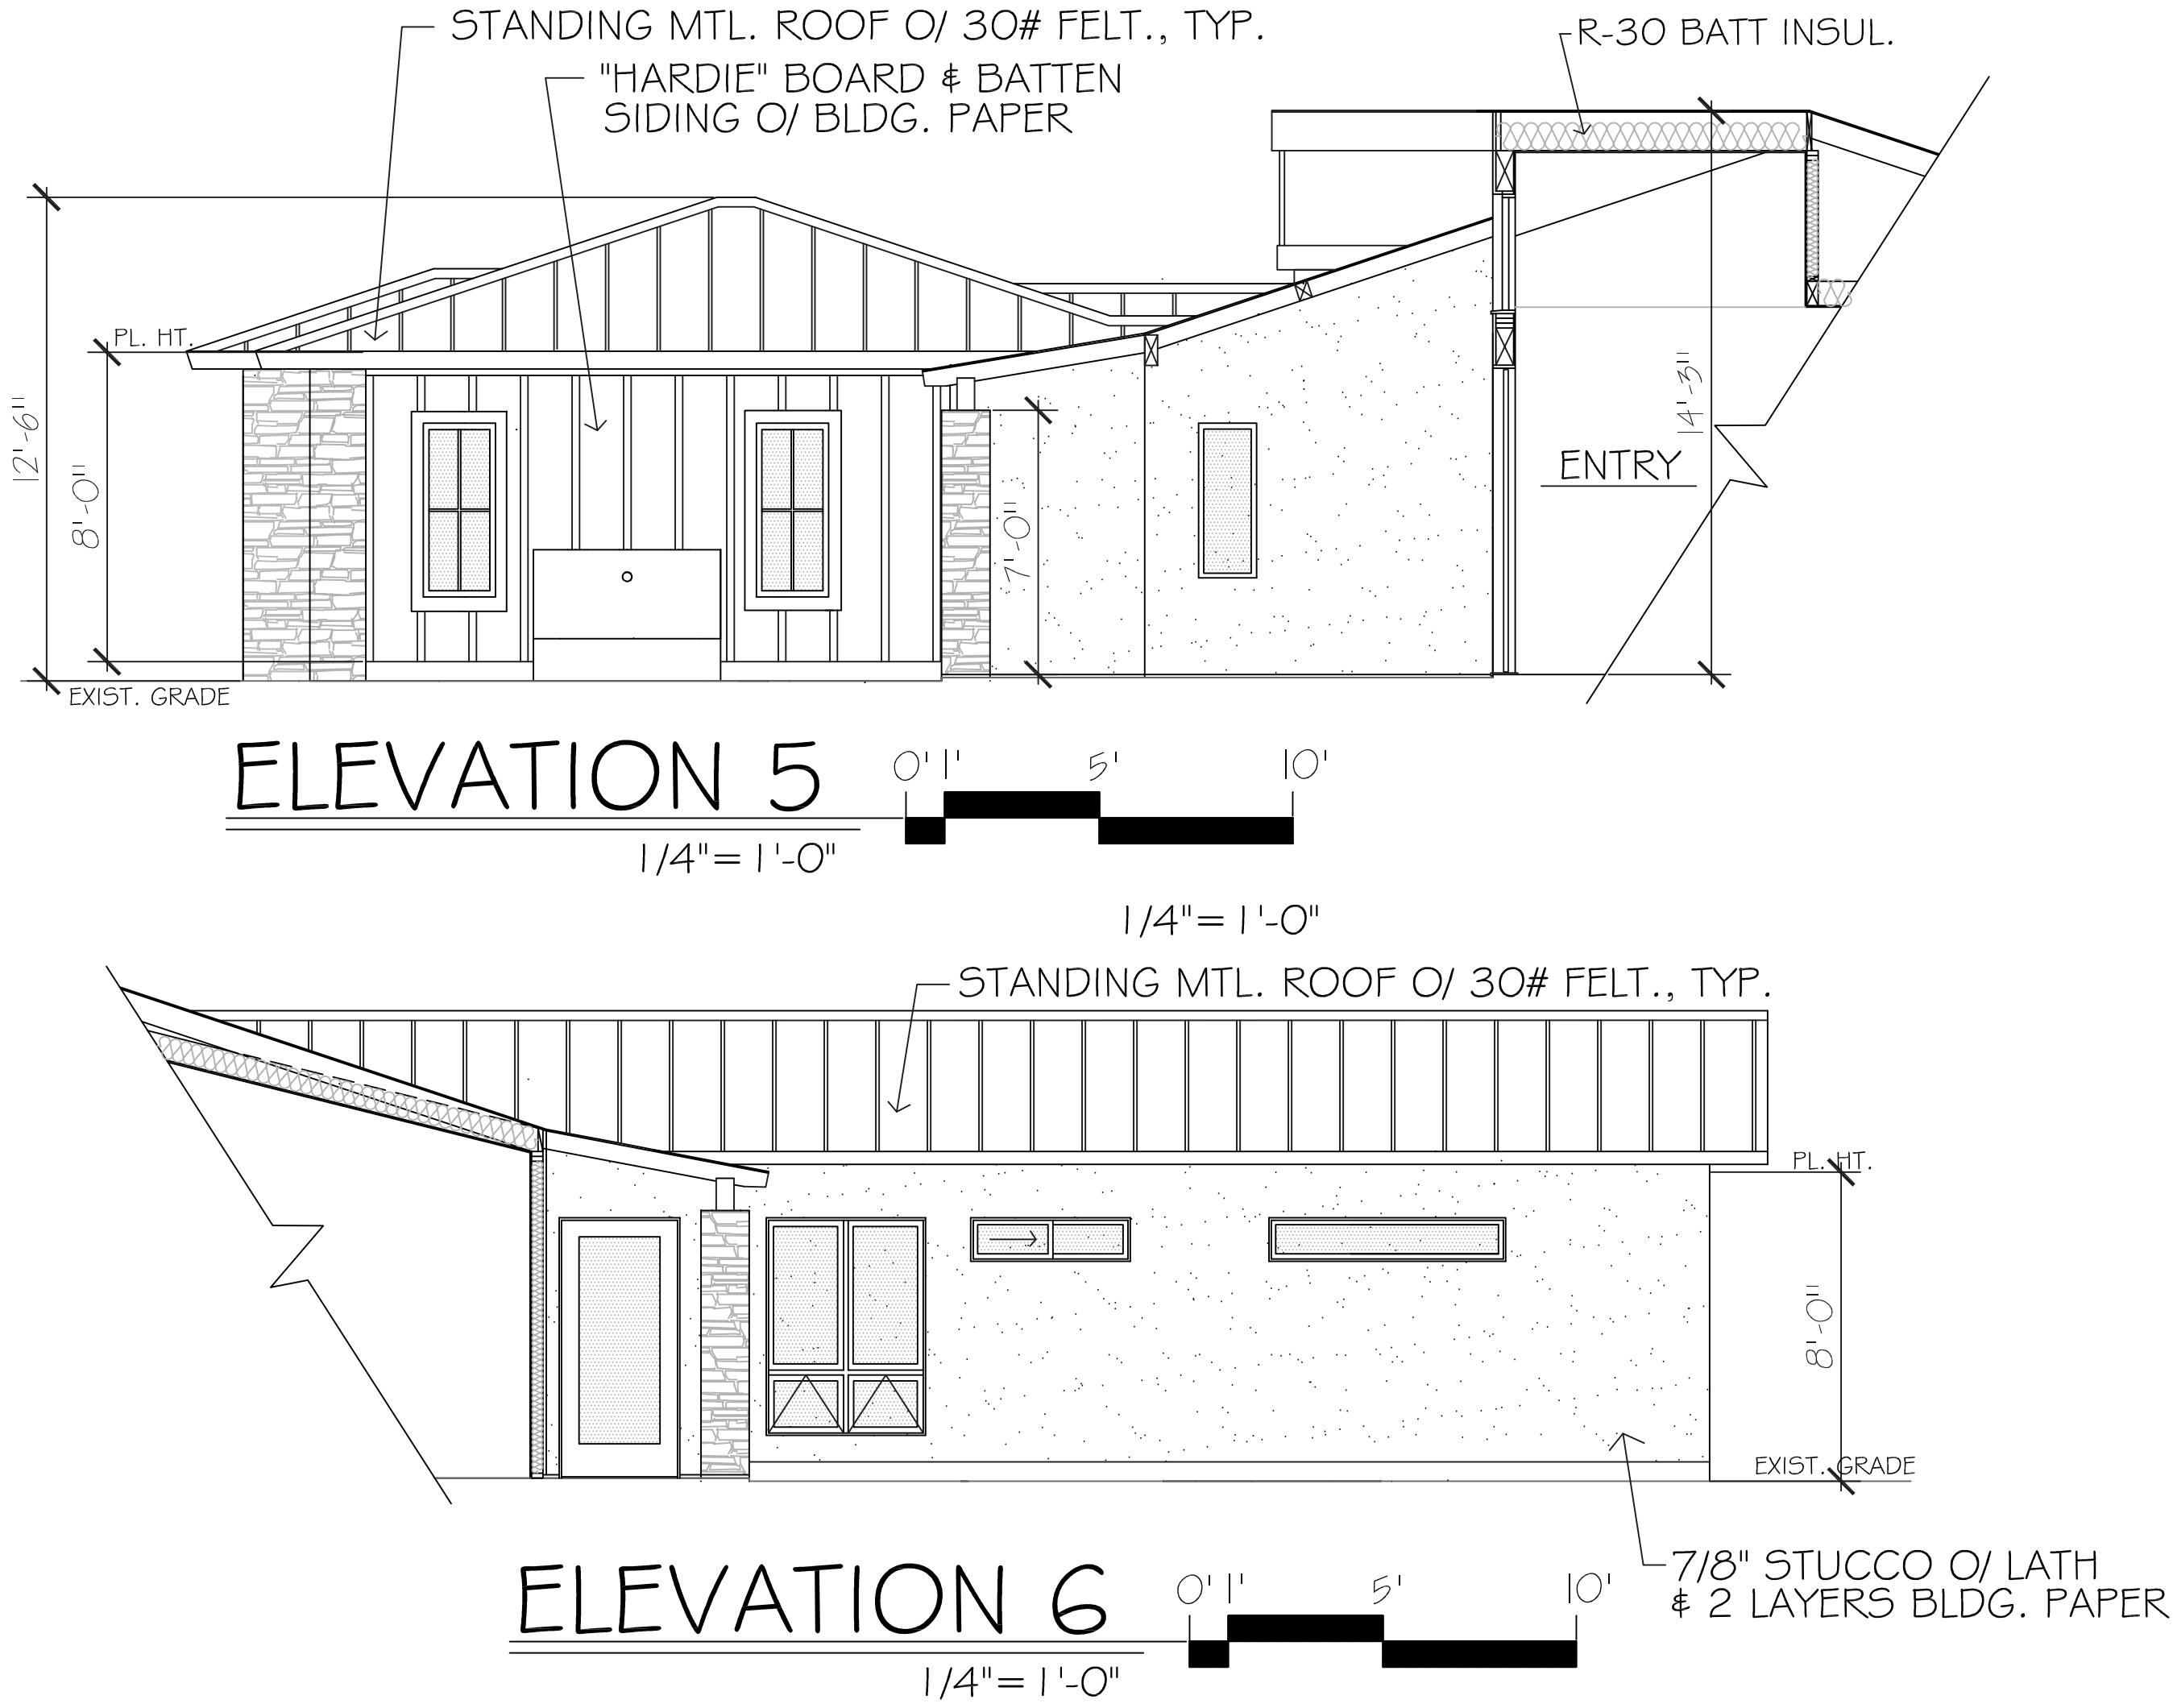 STANDING MTL. ROOF O/ 30# FELT., TYP.
R-30 BATT INSUL.
"HARDIE" BOARD & BATTEN
SIDING O/ BLDG. PAPER
PL. HT.
12'-6"
8'-0"
7'-0"
14'-3"
ENTRY
EXIST. GRADE
ELEVATION 5
0' 1' 5' 10'
1/4"= 1'-0"
1/4"= 1'-0"
STANDING MTL. ROOF O/ 30# FELT., TYP.
PL. HT.
8'-0"
EXIST. GRADE
7/8" STUCCO O/ LATH
& 2 LAYERS BLDG. PAPER
ELEVATION 6
0' 1' 5' 10'
1/4"= 1'-0"